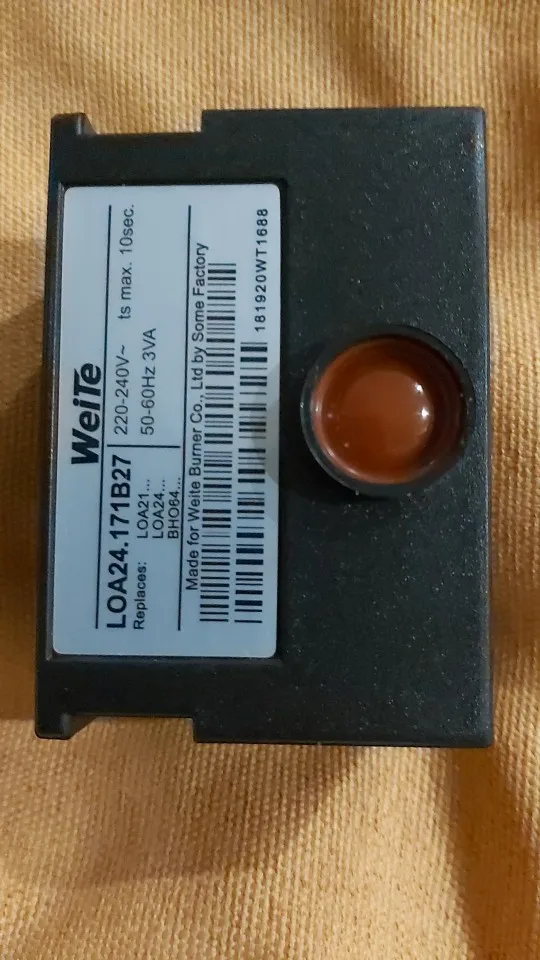 WeiTe
LOA24.171B27
220-240V~ ts max. 10sec.
50-60Hz 3VA
Replaces: LOA21...
LOA24...
BHO64...
Made for Weite Burner Co., Ltd by Some Factory
181920WT1688